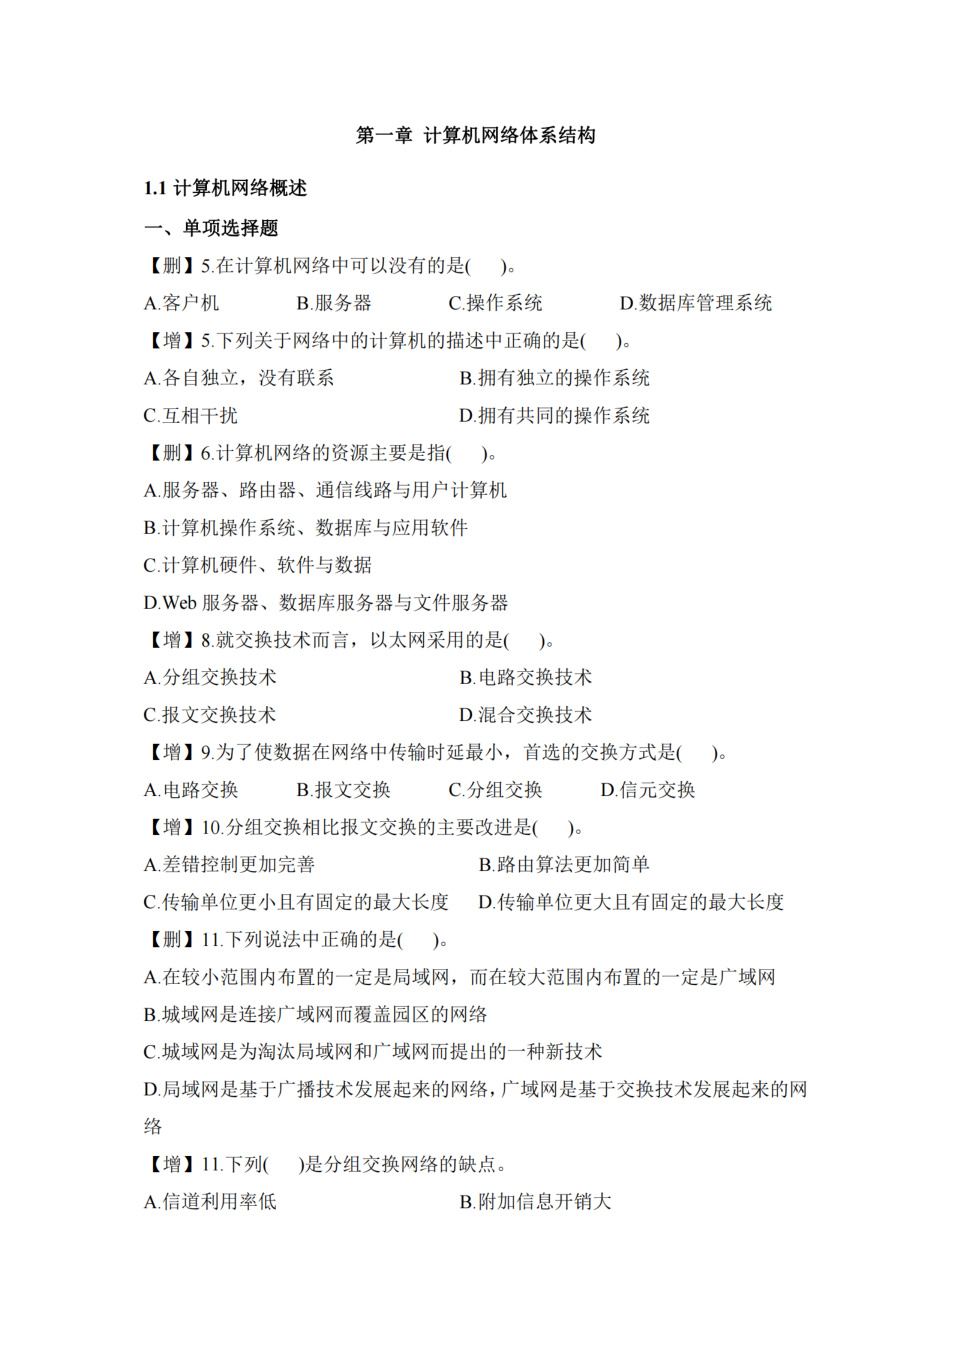 第一章 计算机网络体系结构
1.1 计算机网络概述
一、单项选择题
【删】5.在计算机网络中可以没有的是(   )。
A.客户机 B.服务器 C.操作系统 D.数据库管理系统
【增】5.下列关于网络中的计算机的描述中正确的是(   )。
A.各自独立，没有联系 B.拥有独立的操作系统
C.互相干扰 D.拥有共同的操作系统
【删】6.计算机网络的资源主要是指(   )。
A.服务器、路由器、通信线路与用户计算机
B.计算机操作系统、数据库与应用软件
C.计算机硬件、软件与数据
D.Web 服务器、数据库服务器与文件服务器
【增】8.就交换技术而言，以太网采用的是(   )。
A.分组交换技术 B.电路交换技术
C.报文交换技术 D.混合交换技术
【增】9.为了使数据在网络中传输时延最小，首选的交换方式是(   )。
A.电路交换 B.报文交换 C.分组交换 D.信元交换
【增】10.分组交换相比报文交换的主要改进是(   )。
A.差错控制更加完善 B.路由算法更加简单
C.传输单位更小且有固定的最大长度 D.传输单位更大且有固定的最大长度
【删】11.下列说法中正确的是(   )。
A.在较小范围内布置的一定是局域网，而在较大范围内布置的一定是广域网
B.城域网是连接广域网而覆盖园区的网络
C.城域网是为淘汰局域网和广域网而提出的一种新技术
D.局域网是基于广播技术发展起来的网络，广域网是基于交换技术发展起来的网
络
【增】11.下列(   )是分组交换网络的缺点。
A.信道利用率低 B.附加信息开销大